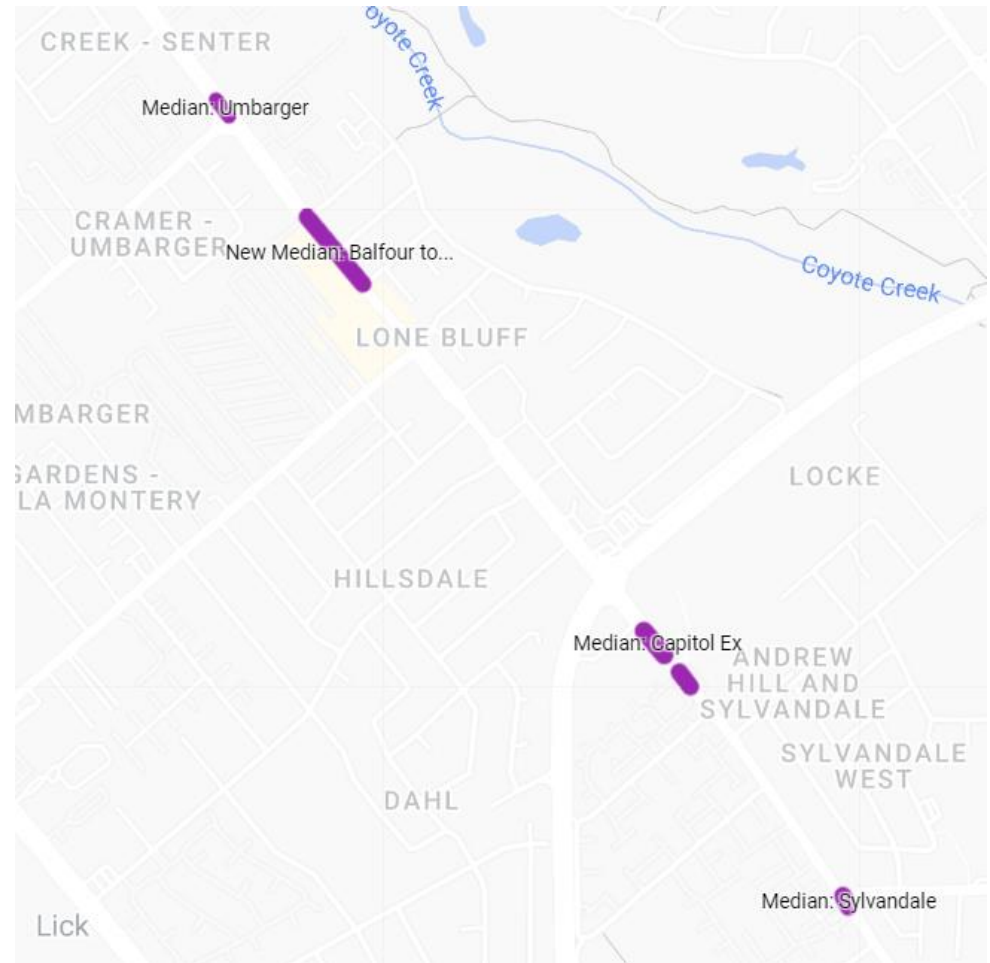 CREEK - SENTER
Coyote Creek
Median: Umbarger
CRAMER -
UMBARGER
New Median: Balfour to...
Coyote Creek
LONE BLUFF
MBARGER
GARDENS -
LA MONTERY
LOCKE
HILLSDALE
Median: Capitol Ex
ANDREW
HILL AND
SYLVANDALE
SYLVANDALE
WEST
DAHL
Median: Sylvandale
Lick